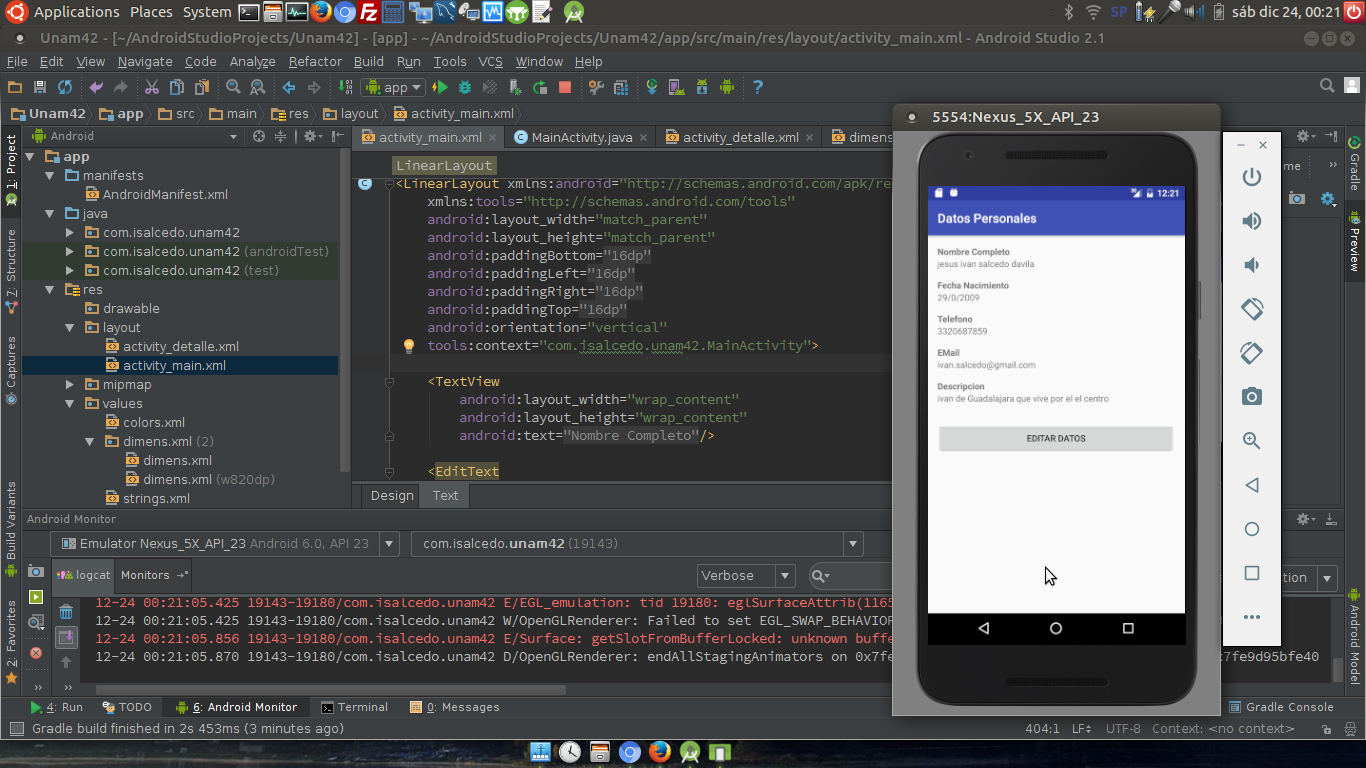 Applications Places System SP sáb dic 24, 00:21
Unam42 - [~/AndroidStudioProjects/Unam42] - [app] - ~/AndroidStudioProjects/Unam42/app/src/main/res/layout/activity_main.xml - Android Studio 2.1
File Edit View Navigate Code Analyze Refactor Build Run Tools VCS Window Help
app
Unam42 app src main res layout activity_main.xml
Android
activity_main.xml MainActivity.java activity_detalle.xml dimens
1: Project
7: Structure
Captures
Build Variants
2: Favorites
app
manifests
AndroidManifest.xml
java
com.isalcedo.unam42
com.isalcedo.unam42 (androidTest)
com.isalcedo.unam42 (test)
res
drawable
layout
activity_detalle.xml
activity_main.xml
mipmap
values
colors.xml
dimens.xml (2)
dimens.xml
dimens.xml (w820dp)
strings.xml
LinearLayout
<LinearLayout xmlns:android="http://schemas.android.com/apk/re
xmlns:tools="http://schemas.android.com/tools"
android:layout_width="match_parent"
android:layout_height="match_parent"
android:paddingBottom="16dp"
android:paddingLeft="16dp"
android:paddingRight="16dp"
android:paddingTop="16dp"
android:orientation="vertical"
tools:context="com.isalcedo.unam42.MainActivity">
<TextView
android:layout_width="wrap_content"
android:layout_height="wrap_content"
android:text="Nombre Completo"/>
<EditText
Design Text
5554:Nexus_5X_API_23
12:21
Datos Personales
Nombre Completo
jesus ivan salcedo davila
Fecha Nacimiento
29/0/2009
Telefono
3320687859
EMail
ivan.salcedo@gmail.com
Descripcion
ivan de Guadalajara que vive por el el centro
EDITAR DATOS
me
Gradle
Preview
Android Model
Android Monitor
Emulator Nexus_5X_API_23 Android 6.0, API 23 com.isalcedo.unam42 (19143)
logcat Monitors Verbose tion
12-24 00:21:05.425 19143-19180/com.isalcedo.unam42 E/EGL_emulation: tid 19180: eglSurfaceAttrib(1165
12-24 00:21:05.425 19143-19180/com.isalcedo.unam42 W/OpenGLRenderer: Failed to set EGL_SWAP_BEHAVIOR
12-24 00:21:05.856 19143-19180/com.isalcedo.unam42 E/Surface: getSlotFromBufferLocked: unknown buffe
12-24 00:21:05.870 19143-19180/com.isalcedo.unam42 D/OpenGLRenderer: endAllStagingAnimators on 0x7fe 7fe9d95bfe40
4: Run TODO 6: Android Monitor Terminal 0: Messages Gradle Console
Gradle build finished in 2s 453ms (3 minutes ago) 404:1 LF UTF-8 Context: <no context>